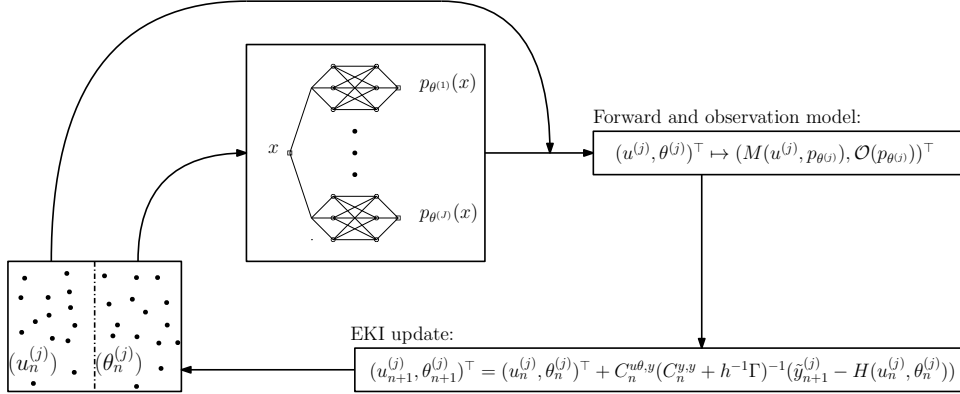 x
p_{θ^{(1)}}(x)
p_{θ^{(J)}}(x)
Forward and observation model:
(u^{(j)}, θ^{(j)})^⊤ ↦ (M(u^{(j)}, p_{θ^{(j)}}), 𝒪(p_{θ^{(j)}}))^⊤
(u_n^{(j)}) (θ_n^{(j)})
EKI update:
(u_{n+1}^{(j)}, θ_{n+1}^{(j)})^⊤ = (u_n^{(j)}, θ_n^{(j)})^⊤ + C_n^{uθ,y}(C_n^{y,y} + h^{-1}Γ)^{-1}(ỹ_{n+1}^{(j)} − H(u_n^{(j)}, θ_n^{(j)}))